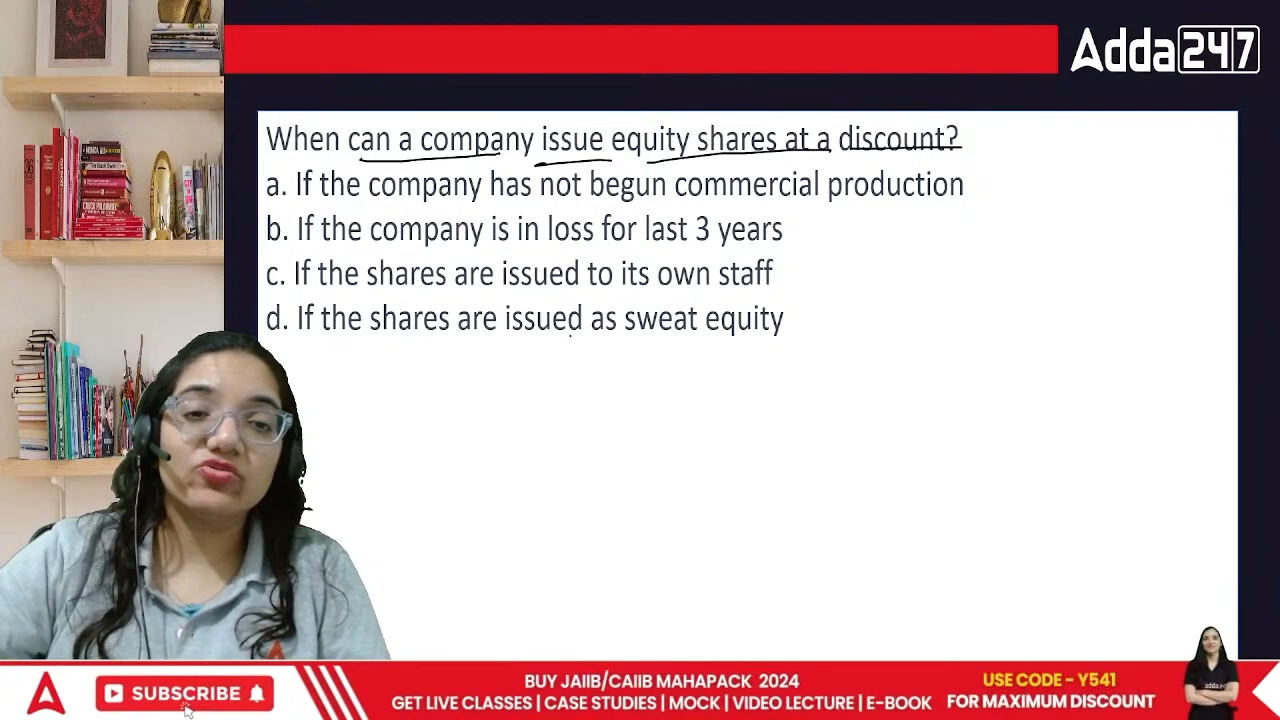 Adda247
When can a company issue equity shares at a discount?
a. If the company has not begun commercial production
b. If the company is in loss for last 3 years
c. If the shares are issued to its own staff
d. If the shares are issued as sweat equity
SUBSCRIBE
BUY JAIIB/CAIIB MAHAPACK 2024
GET LIVE CLASSES | CASE STUDIES | MOCK | VIDEO LECTURE | E-BOOK
USE CODE - Y541
FOR MAXIMUM DISCOUNT